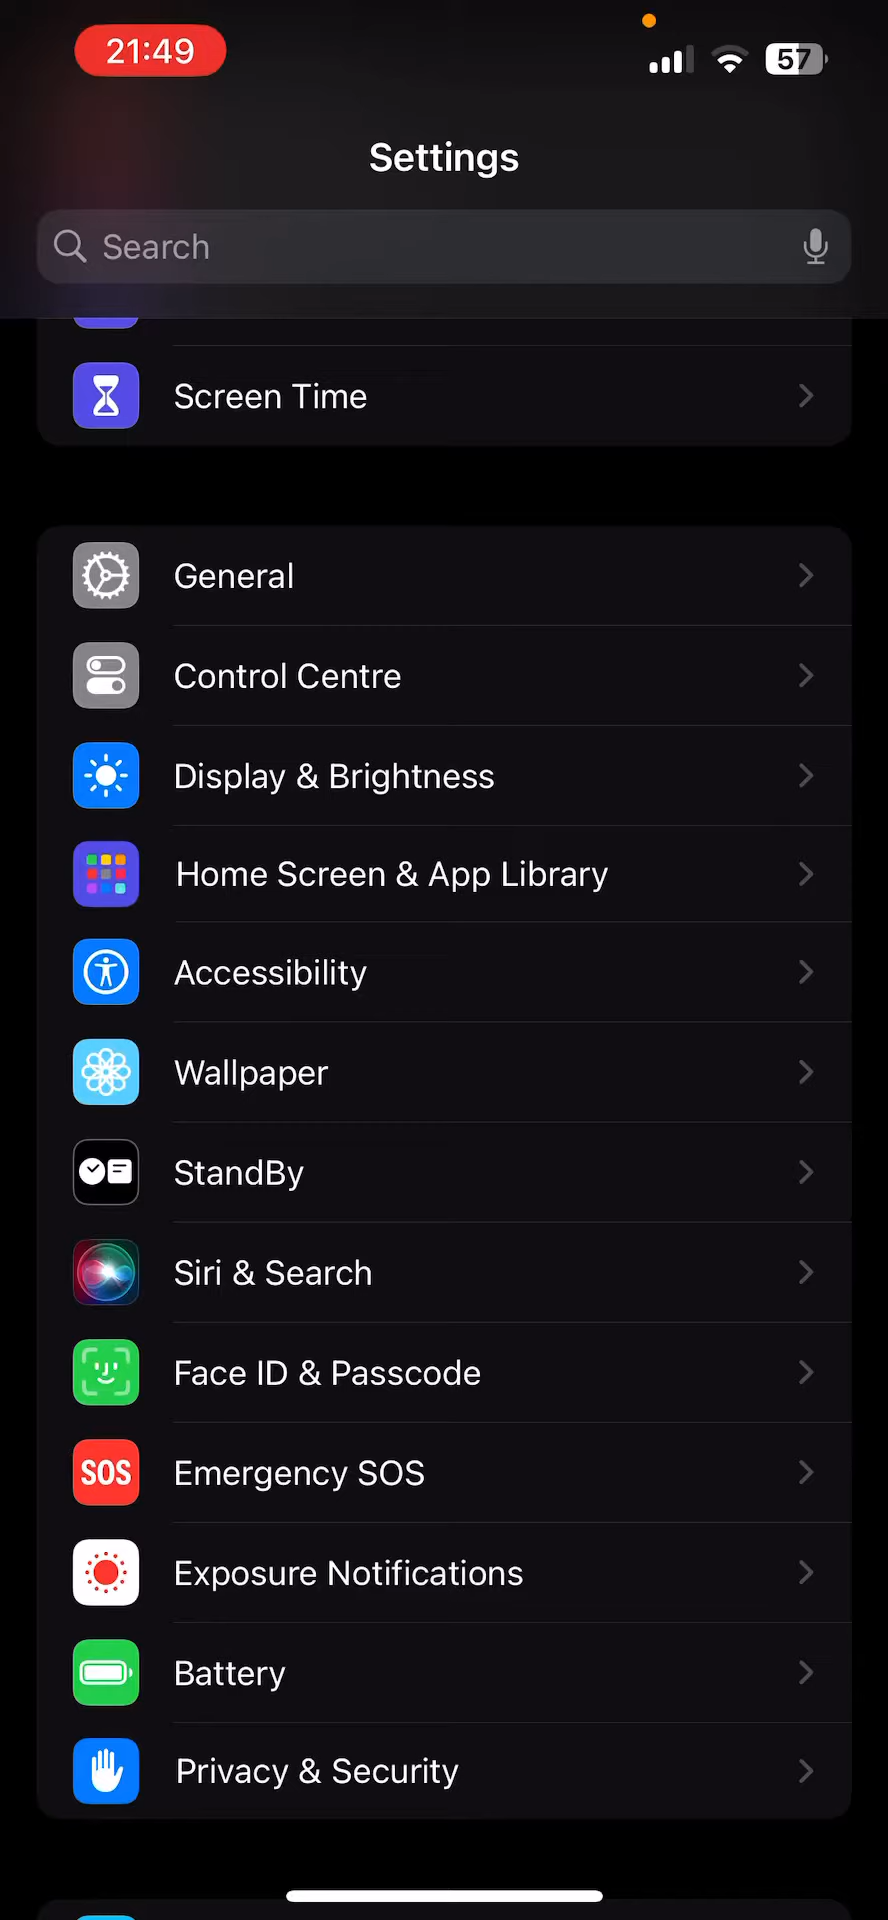 21:49
57
Settings
Search
Screen Time
General
Control Centre
Display & Brightness
Home Screen & App Library
Accessibility
Wallpaper
StandBy
Siri & Search
Face ID & Passcode
SOS
Emergency SOS
Exposure Notifications
Battery
Privacy & Security